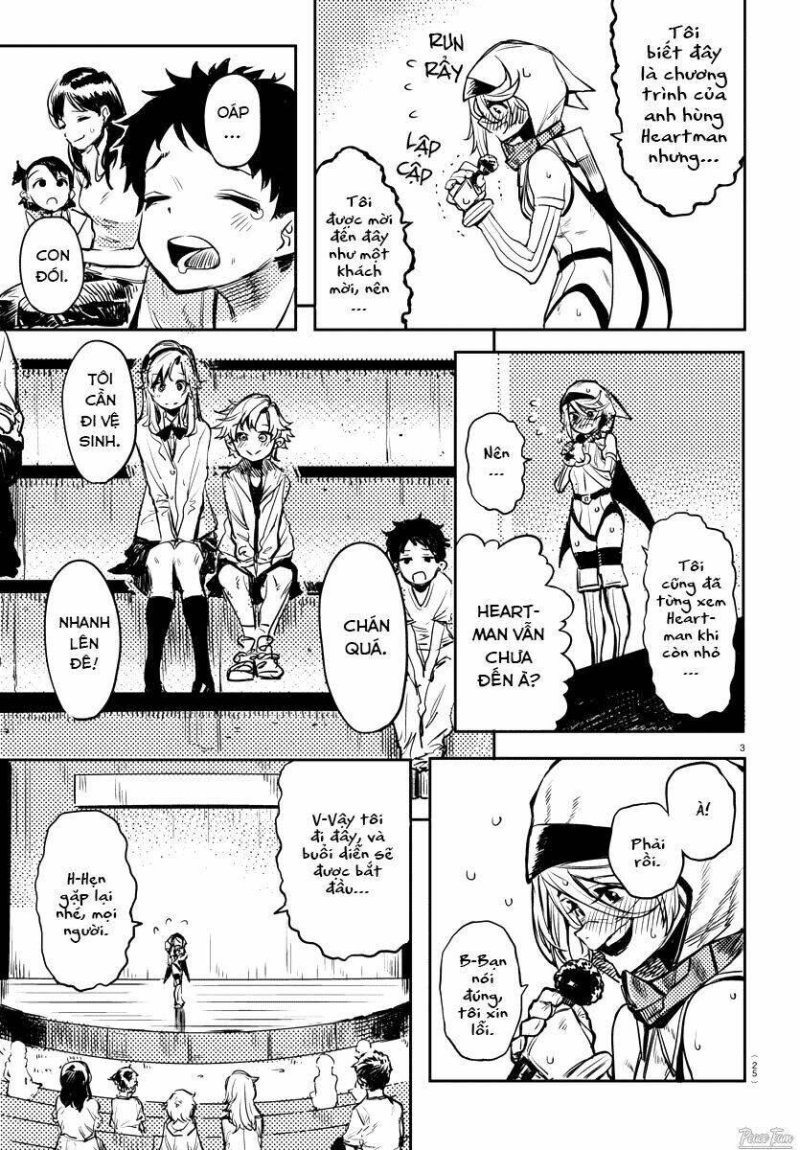 Tôi
biết đây
là chương
trình của
anh hùng
Heartman
nhưng...
RUN
RẨY
LẬP
CẬP
Tôi
được mời
đến đây
như một
khách
mời, nên
...
OÁP
...
CON
ĐÓI.
Nên
...
Tôi
cũng đã
từng xem
Heart-
man khi
còn nhỏ
...
HEART-
MAN VẪN
CHƯA
ĐẾN À?
TÔI
CẦN
ĐI VỆ
SINH.
CHÁN
QUÁ.
NHANH
LÊN
ĐÊ!
3
À!
Phải
rồi.
B-Bạn
nói
đúng,
tôi xin
lỗi.
V-Vậy tôi
đi đây, và
buổi diễn sẽ
được bắt
đầu...
H-Hẹn
gặp lại
nhé, mọi
người.
25
Peace Team